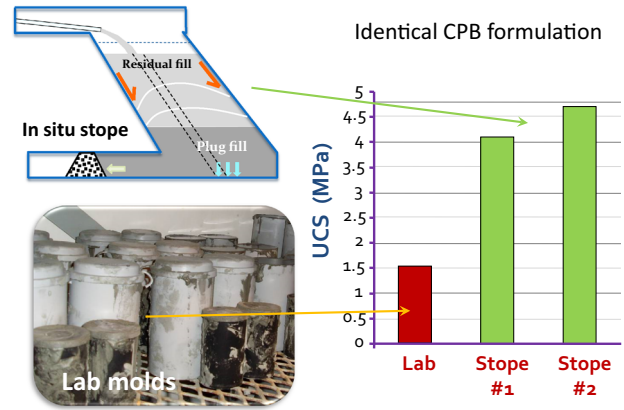 Identical CPB formulation
Residual fill
In situ stope
Plug fill
Lab molds
UCS (MPa)
5
4.5
4
3.5
3
2.5
2
1.5
1
0.5
0
Lab
Stope
#1
Stope
#2